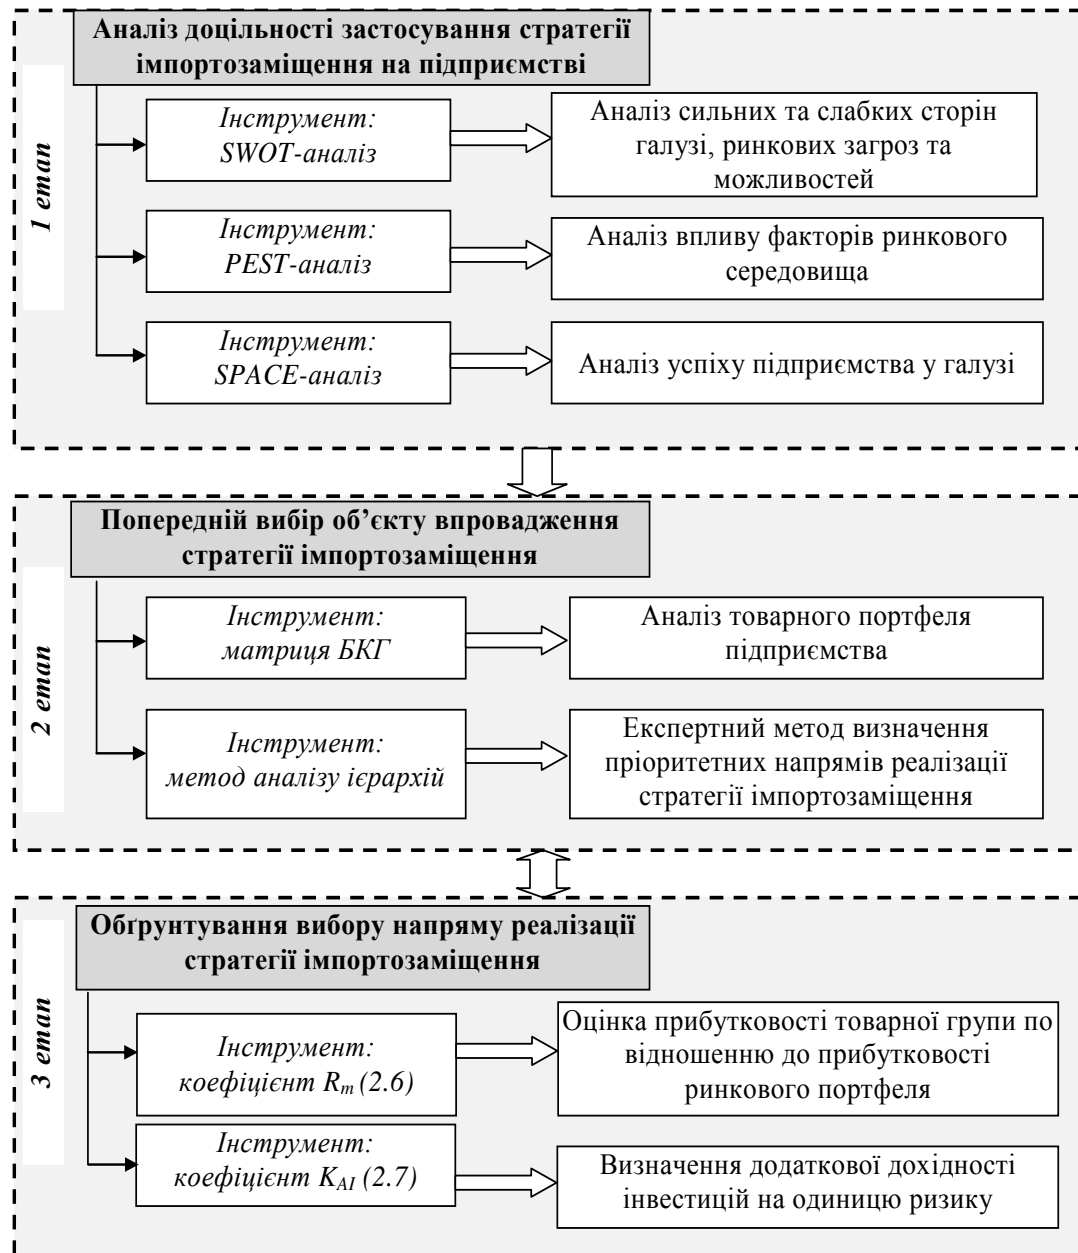 Аналіз доцільності застосування стратегії
імпортозаміщення на підприємстві
1 етап
Інструмент:
SWOT-аналіз
Аналіз сильних та слабких сторін
галузі, ринкових загроз та
можливостей
Інструмент:
PEST-аналіз
Аналіз впливу факторів ринкового
середовища
Інструмент:
SPACE-аналіз
Аналіз успіху підприємства у галузі
Попередній вибір об’єкту впровадження
стратегії імпортозаміщення
2 етап
Інструмент:
матриця БКГ
Аналіз товарного портфеля
підприємства
Інструмент:
метод аналізу ієрархій
Експертний метод визначення
пріоритетних напрямів реалізації
стратегії імпортозаміщення
Обґрунтування вибору напряму реалізації
стратегії імпортозаміщення
3 етап
Інструмент:
коефіцієнт Rm (2.6)
Оцінка прибутковості товарної групи по
відношенню до прибутковості
ринкового портфеля
Інструмент:
коефіцієнт KAI (2.7)
Визначення додаткової дохідності
інвестицій на одиницю ризику